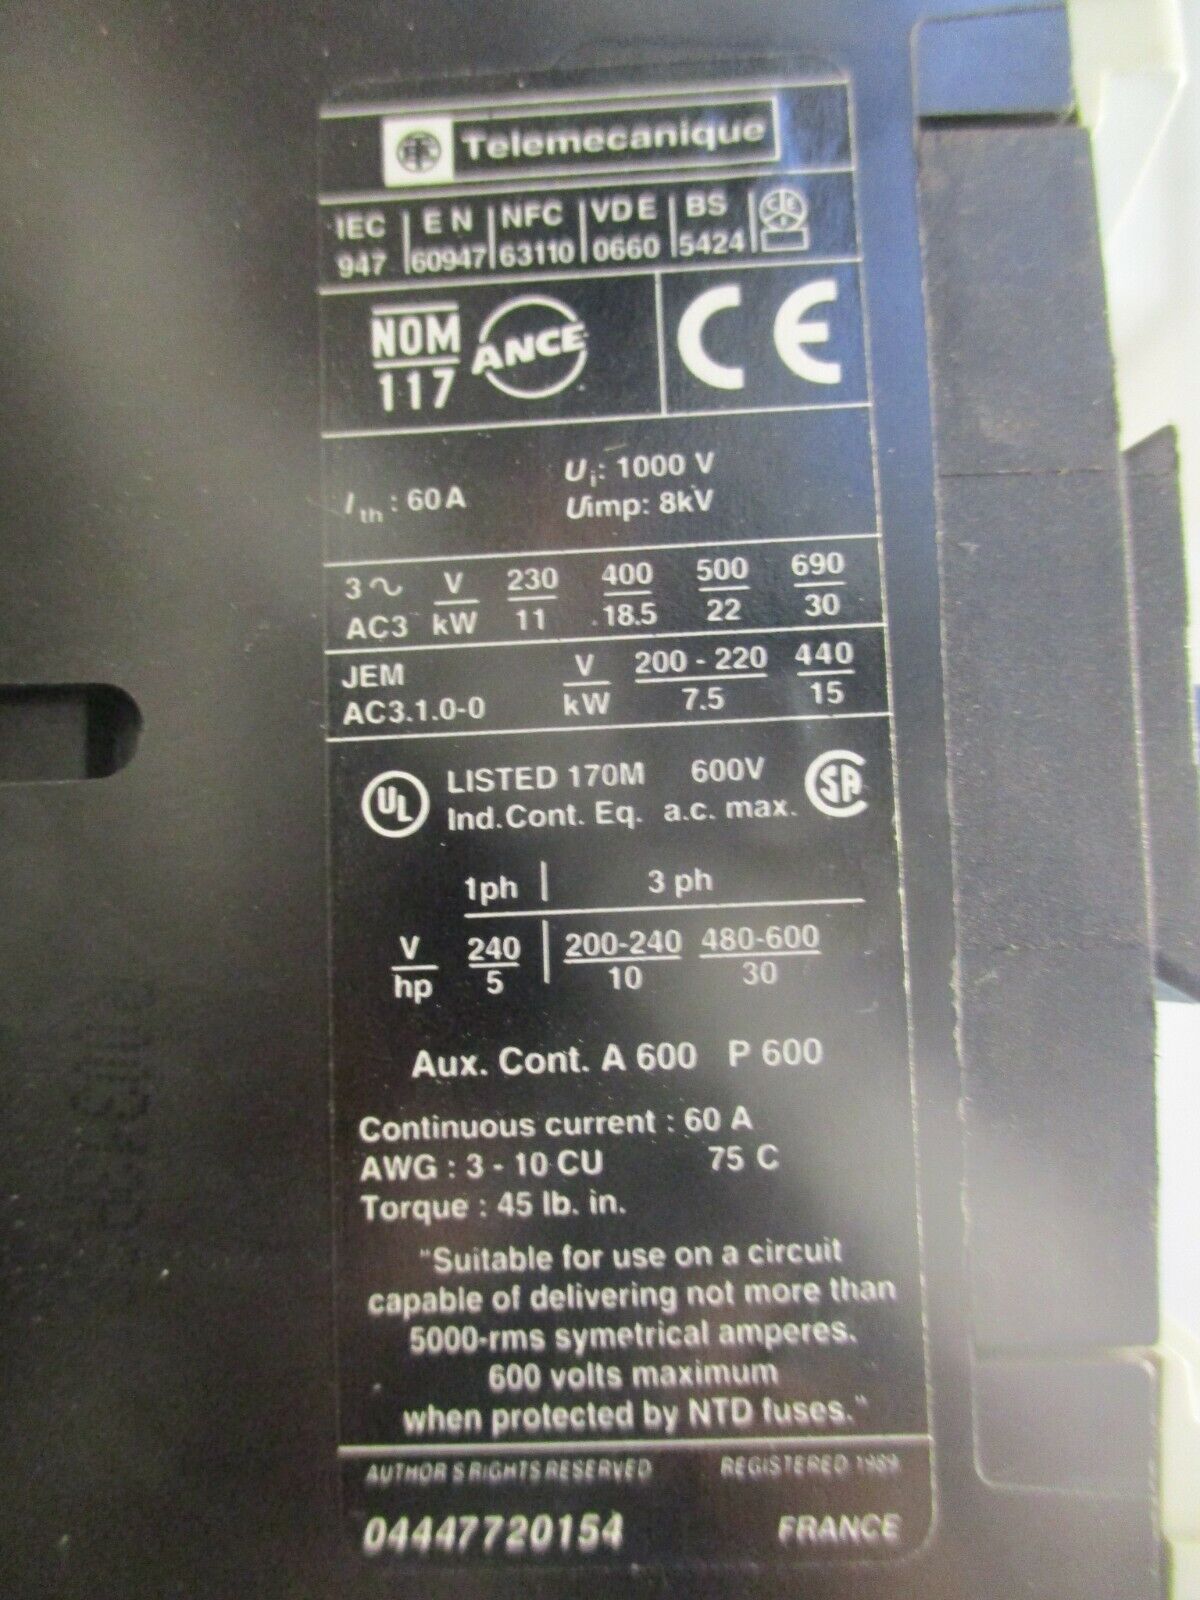 Telemecanique
IEC 947 | EN 60947 | NFC 63110 | VDE 0660 | BS 5424
NOM 117 ANCE CE
Ith : 60 A
Ui: 1000 V
Uimp: 8kV
3 ~ V 230 400 500 690
AC3 kW 11 18.5 22 30
JEM V 200 - 220 440
AC3.1.0-0 kW 7.5 15
UL LISTED 170M 600V SA
Ind.Cont. Eq. a.c. max.
1ph | 3 ph
V 240 | 200-240 480-600
hp 5 | 10 30
Aux. Cont. A 600 P 600
Continuous current : 60 A
AWG : 3 - 10 CU 75 C
Torque : 45 lb. in.
"Suitable for use on a circuit
capable of delivering not more than
5000-rms symetrical amperes.
600 volts maximum
when protected by NTD fuses."
AUTHOR S RIGHTS RESERVED REGISTERED 1989
04447720154 FRANCE